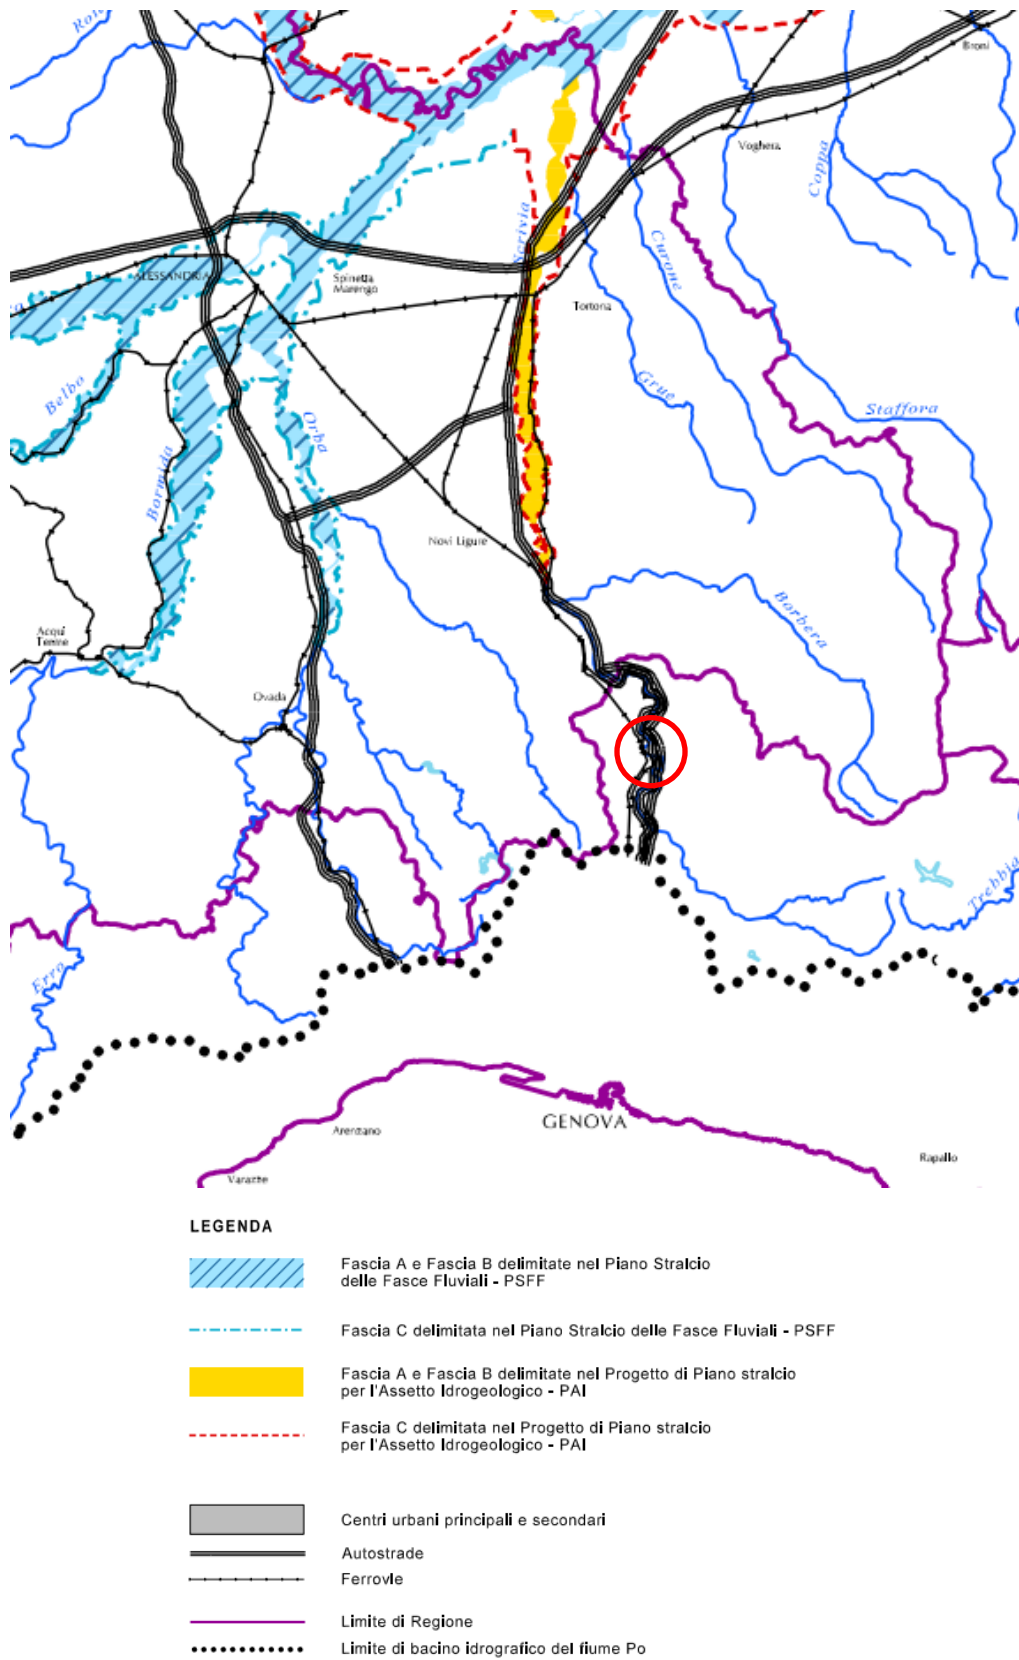 Broni
Voghera
Coppa
Scrivia
Curone
ALESSANDRIA
Spinetta
Marengo
Tortona
Belbo
Grue
Staffora
Orba
Bormida
Novi Ligure
Borbera
Acqui
Terme
Ovada
Trebbia
Erro
GENOVA
Arenzano
Rapallo
Varazze
LEGENDA
Fascia A e Fascia B delimitate nel Piano Stralcio
delle Fasce Fluviali - PSFF
Fascia C delimitata nel Piano Stralcio delle Fasce Fluviali - PSFF
Fascia A e Fascia B delimitate nel Progetto di Piano stralcio
per l'Assetto Idrogeologico - PAI
Fascia C delimitata nel Progetto di Piano stralcio
per l'Assetto Idrogeologico - PAI
Centri urbani principali e secondari
Autostrade
Ferrovie
Limite di Regione
Limite di bacino idrografico del fiume Po